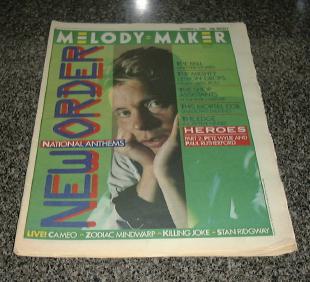 MELODY MAKER
NEW ORDER
NATIONAL ANTHEMS
THE FALL
THE MIGHTY
LEMON DROPS
THE SHOP
ASSISTANTS
THIS MORTAL COIL
THE EDGE
HEROES
PART 2: PETE WYLIE AND
PAUL RUTHERFORD
LIVE! CAMEO – ZODIAC MINDWARP – KILLING JOKE – STAN RIDGWAY